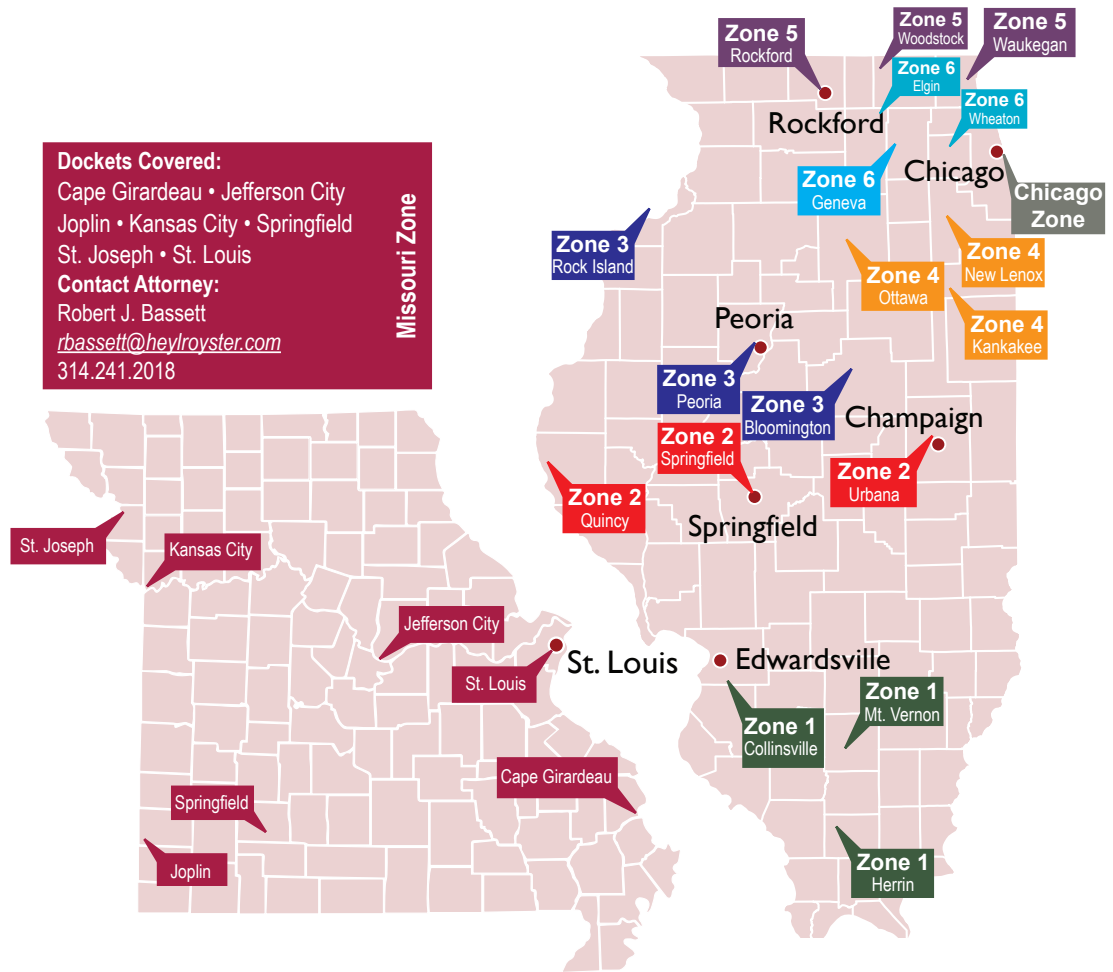 Zone 5
Rockford
Zone 5
Woodstock
Zone 5
Waukegan
Zone 6
Elgin
Zone 6
Wheaton
Rockford
Chicago
Zone 6
Geneva
Chicago
Zone
Dockets Covered:
Cape Girardeau • Jefferson City
Joplin • Kansas City • Springfield
St. Joseph • St. Louis
Contact Attorney:
Robert J. Bassett
rbassett@heylroyster.com
314.241.2018
Missouri Zone
Zone 3
Rock Island
Zone 4
Ottawa
Zone 4
New Lenox
Zone 4
Kankakee
Peoria
Zone 3
Peoria
Zone 3
Bloomington
Champaign
Zone 2
Springfield
Zone 2
Urbana
Zone 2
Quincy
Springfield
St. Joseph
Kansas City
Jefferson City
St. Louis
St. Louis
Edwardsville
Zone 1
Collinsville
Zone 1
Mt. Vernon
Cape Girardeau
Springfield
Joplin
Zone 1
Herrin